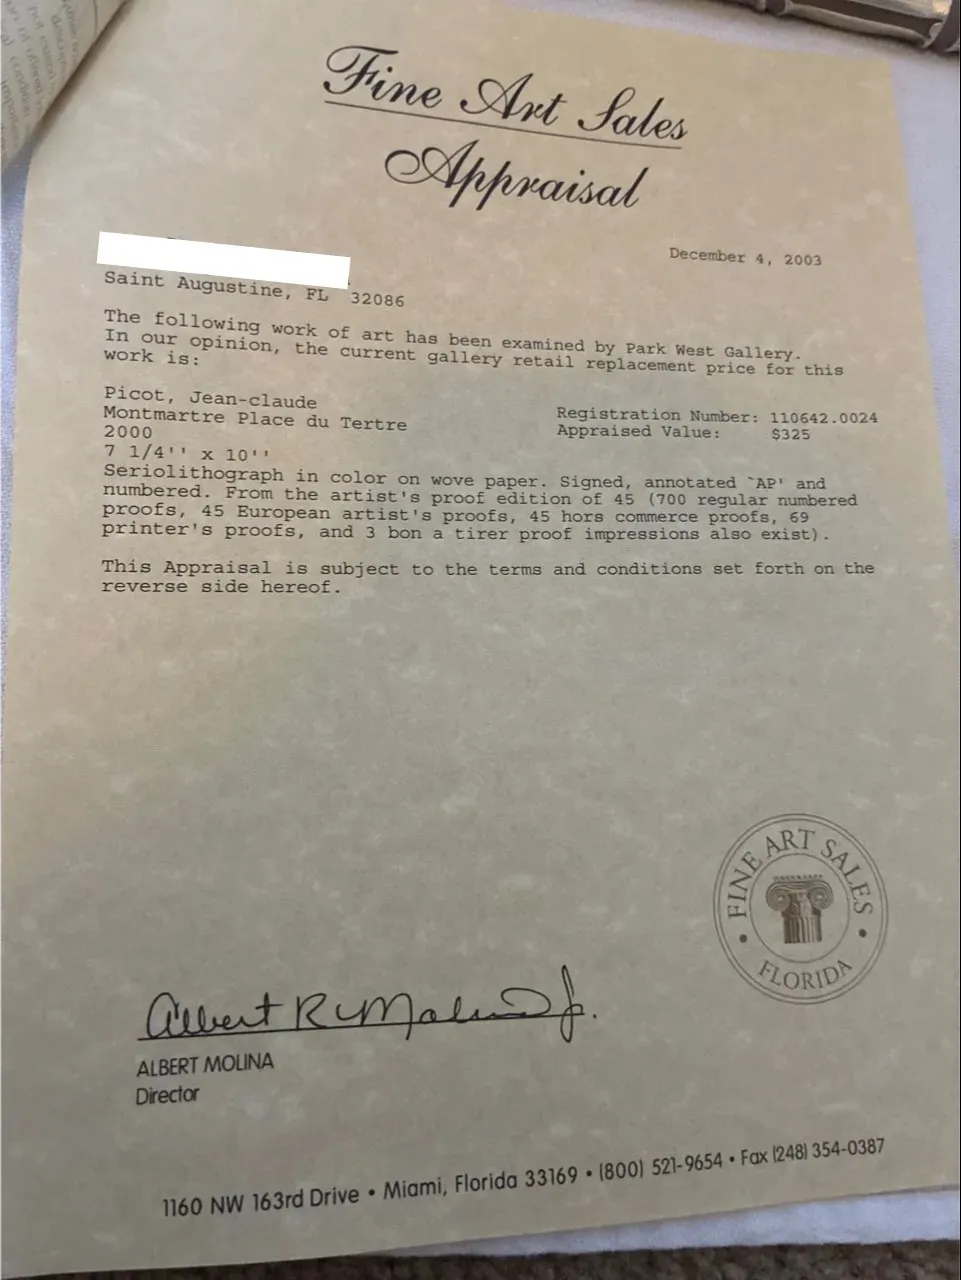 Fine Art Sales
Appraisal
December 4, 2003
Saint Augustine, FL 32086
The following work of art has been examined by Park West Gallery.
In our opinion, the current gallery retail replacement price for this
work is:
Picot, Jean-claude
Montmartre Place du Tertre
2000
7 1/4'' x 10''
Registration Number: 110642.0024
Appraised Value: $325
Seriolithograph in color on wove paper. Signed, annotated `AP' and
numbered. From the artist's proof edition of 45 (700 regular numbered
proofs, 45 European artist's proofs, 45 hors commerce proofs, 69
printer's proofs, and 3 bon a tirer proof impressions also exist).
This Appraisal is subject to the terms and conditions set forth on the
reverse side hereof.
FINE ART SALES
• FLORIDA •
Albert R Molina Jr.
ALBERT MOLINA
Director
1160 NW 163rd Drive • Miami, Florida 33169 • (800) 521-9654 • Fax (248) 354-0387